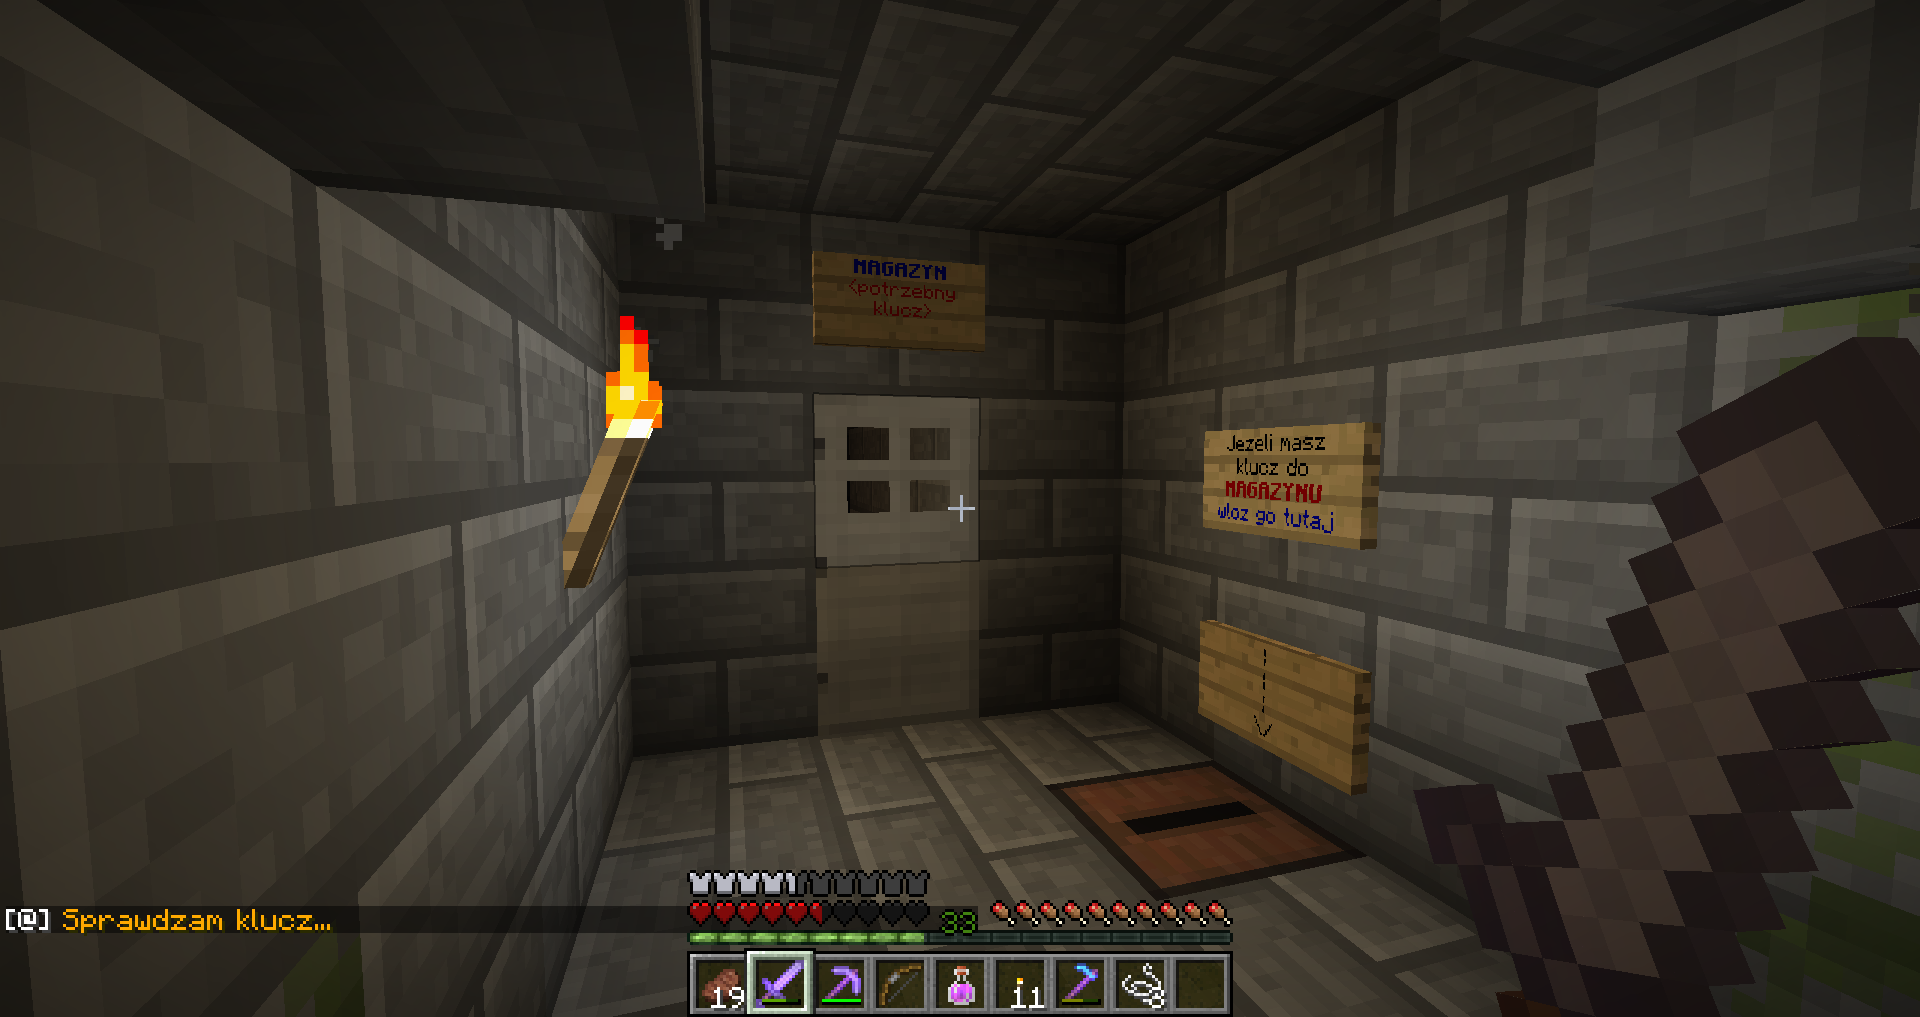 MAGAZYN
<potrzebny
klucz>
Jezeli masz
klucz do
MAGAZYNU
wloz go tutaj
[@] Sprawdzam klucz...
33
19
11